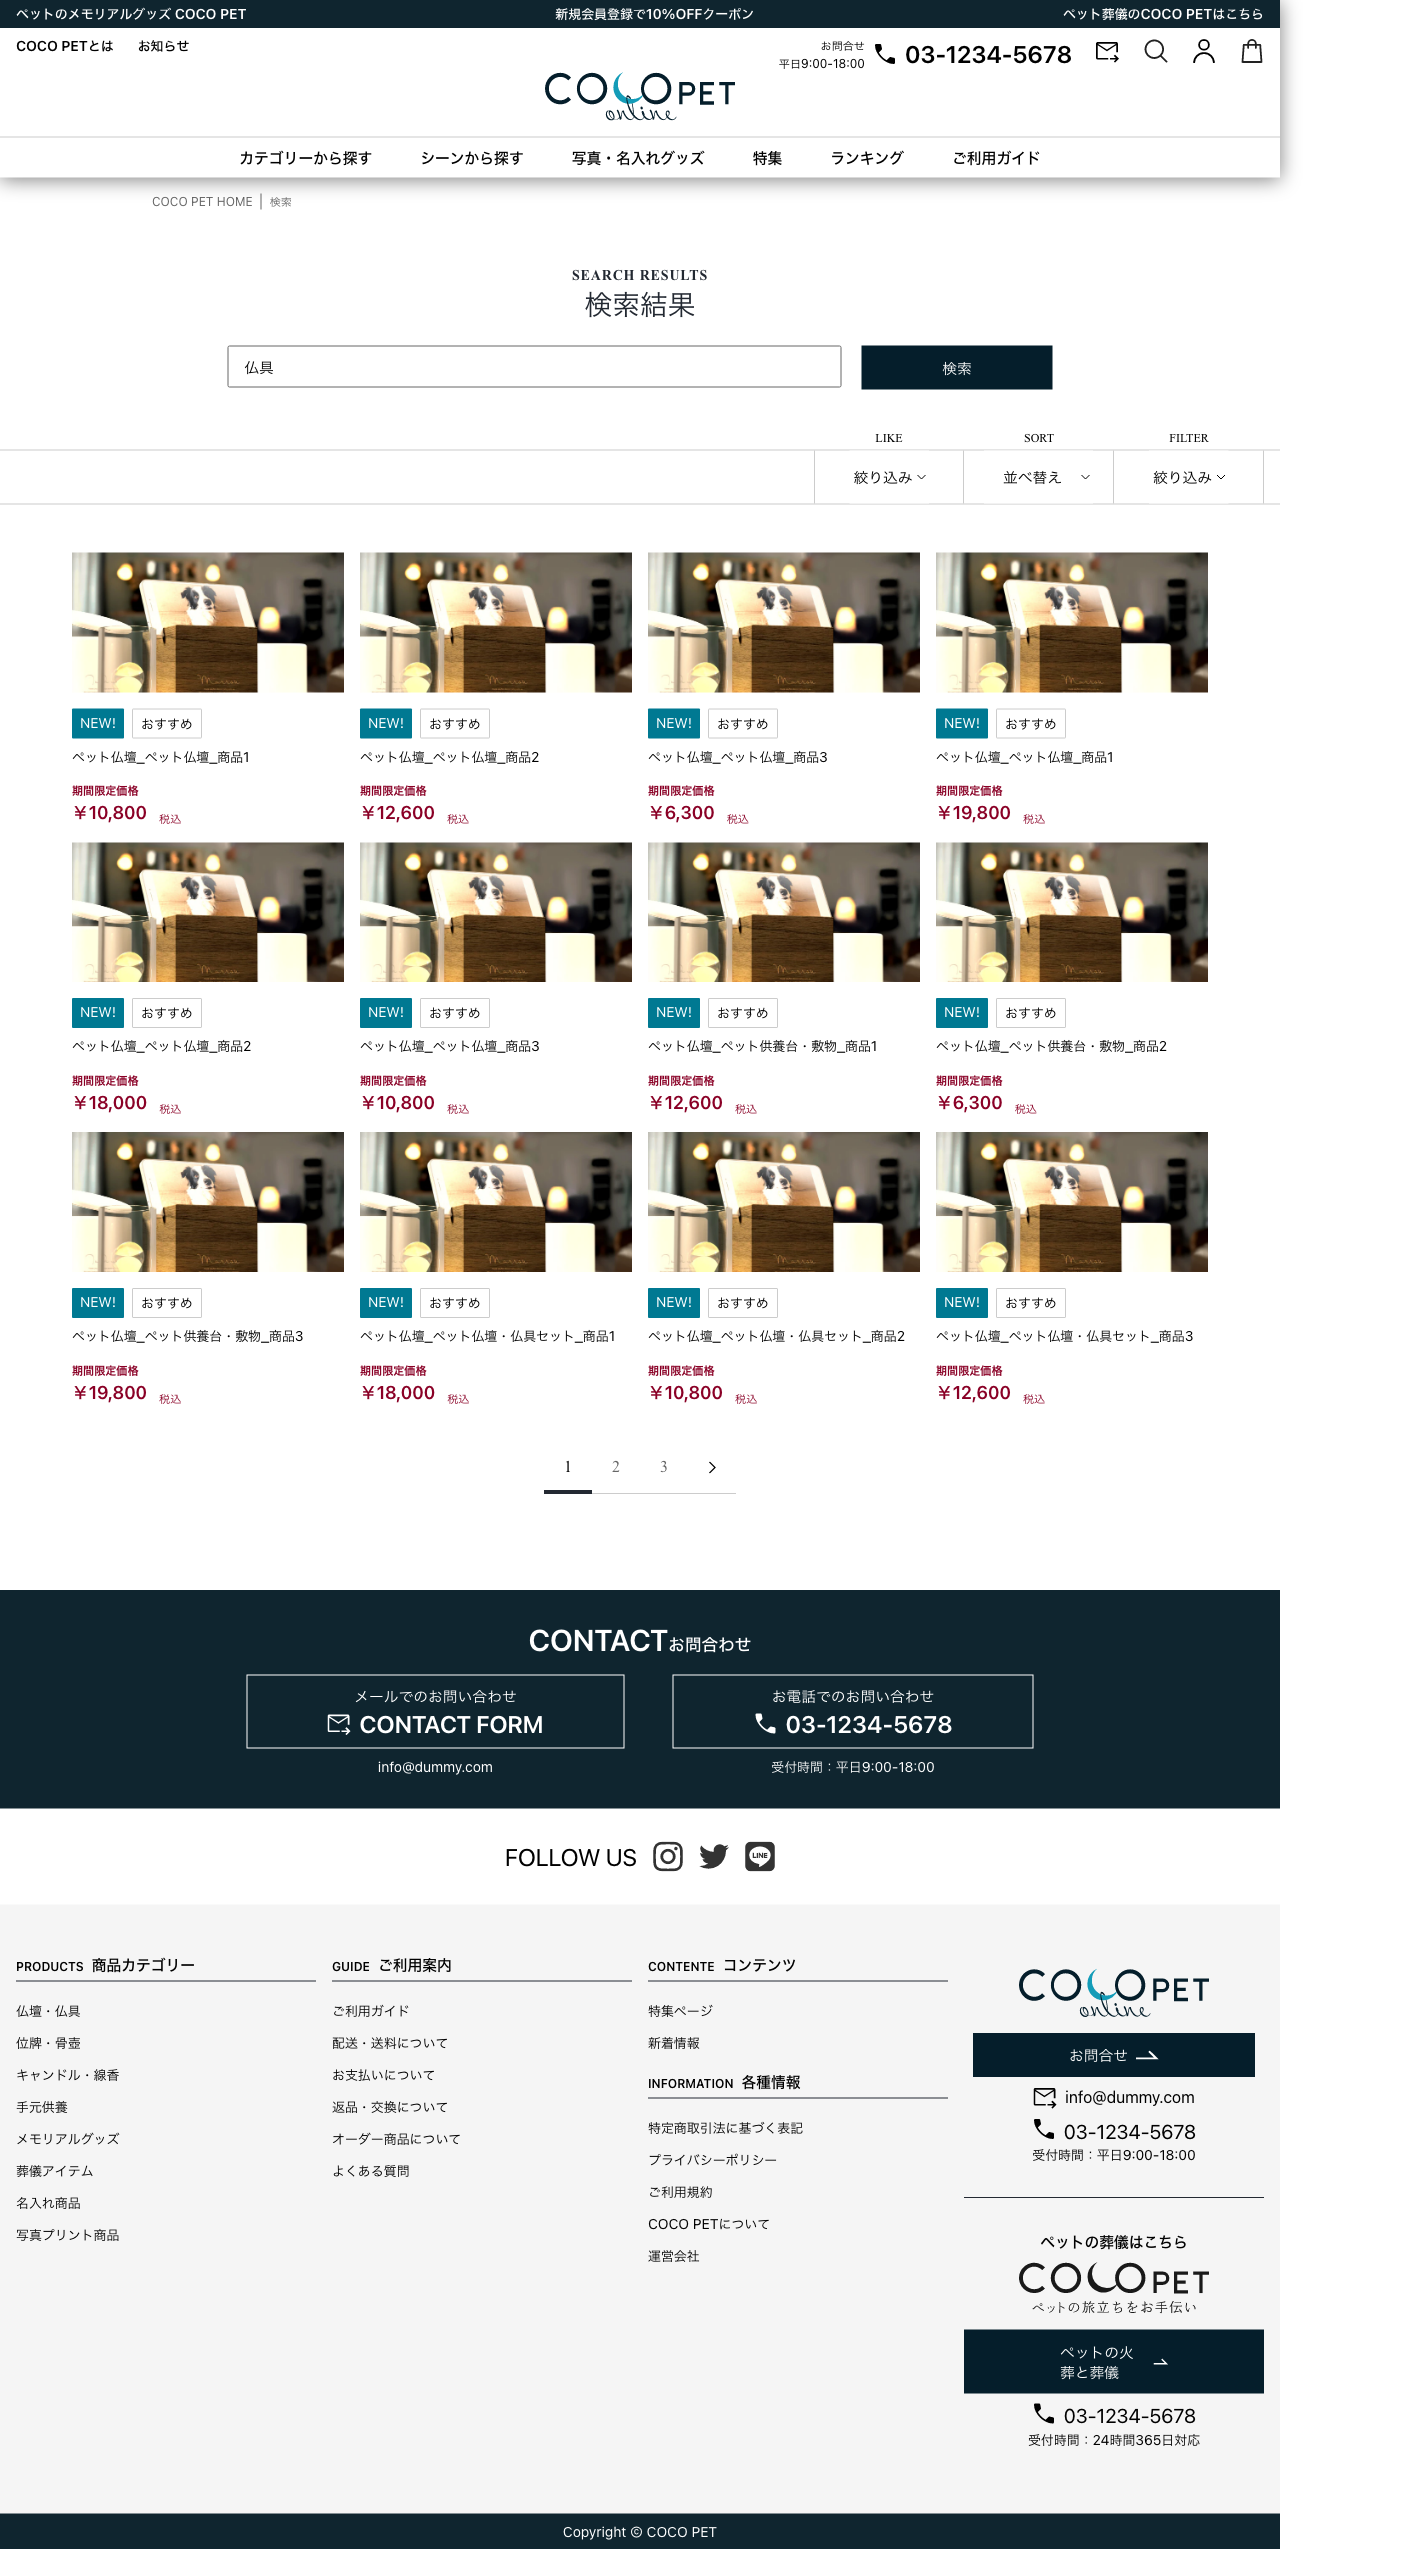 ペットのメモリアルグッズ COCO PET
新規会員登録で10%OFFクーポン
ペット葬儀のCOCO PETはこちら
COCO PETとは お知らせ
お問合せ
平日9:00-18:00
03-1234-5678
COCO PET
online
カテゴリーから探す シーンから探す 写真・名入れグッズ 特集 ランキング ご利用ガイド
COCO PET HOME | 検索
SEARCH RESULTS
検索結果
仏具
検索
LIKE SORT FILTER
絞り込み 並べ替え 絞り込み
NEW! おすすめ NEW! おすすめ NEW! おすすめ NEW! おすすめ
ペット仏壇_ペット仏壇_商品1 ペット仏壇_ペット仏壇_商品2 ペット仏壇_ペット仏壇_商品3 ペット仏壇_ペット仏壇_商品1
期間限定価格 期間限定価格 期間限定価格 期間限定価格
￥10,800 税込 ￥12,600 税込 ￥6,300 税込 ￥19,800 税込
NEW! おすすめ NEW! おすすめ NEW! おすすめ NEW! おすすめ
ペット仏壇_ペット仏壇_商品2 ペット仏壇_ペット仏壇_商品3 ペット仏壇_ペット供養台・敷物_商品1 ペット仏壇_ペット供養台・敷物_商品2
期間限定価格 期間限定価格 期間限定価格 期間限定価格
￥18,000 税込 ￥10,800 税込 ￥12,600 税込 ￥6,300 税込
NEW! おすすめ NEW! おすすめ NEW! おすすめ NEW! おすすめ
ペット仏壇_ペット供養台・敷物_商品3 ペット仏壇_ペット仏壇・仏具セット_商品1 ペット仏壇_ペット仏壇・仏具セット_商品2 ペット仏壇_ペット仏壇・仏具セット_商品3
期間限定価格 期間限定価格 期間限定価格 期間限定価格
￥19,800 税込 ￥18,000 税込 ￥10,800 税込 ￥12,600 税込
1 2 3
CONTACTお問合わせ
メールでのお問い合わせ
CONTACT FORM
info@dummy.com
お電話でのお問い合わせ
03-1234-5678
受付時間：平日9:00-18:00
FOLLOW US
LINE
PRODUCTS 商品カテゴリー
仏壇・仏具
位牌・骨壺
キャンドル・線香
手元供養
メモリアルグッズ
葬儀アイテム
名入れ商品
写真プリント商品
GUIDE ご利用案内
ご利用ガイド
配送・送料について
お支払いについて
返品・交換について
オーダー商品について
よくある質問
CONTENTE コンテンツ
特集ページ
新着情報
INFORMATION 各種情報
特定商取引法に基づく表記
プライバシーポリシー
ご利用規約
COCO PETについて
運営会社
COCO PET
online
お問合せ
info@dummy.com
03-1234-5678
受付時間：平日9:00-18:00
ペットの葬儀はこちら
COCO PET
ペットの旅立ちをお手伝い
ペットの火
葬と葬儀
03-1234-5678
受付時間：24時間365日対応
Copyright © COCO PET